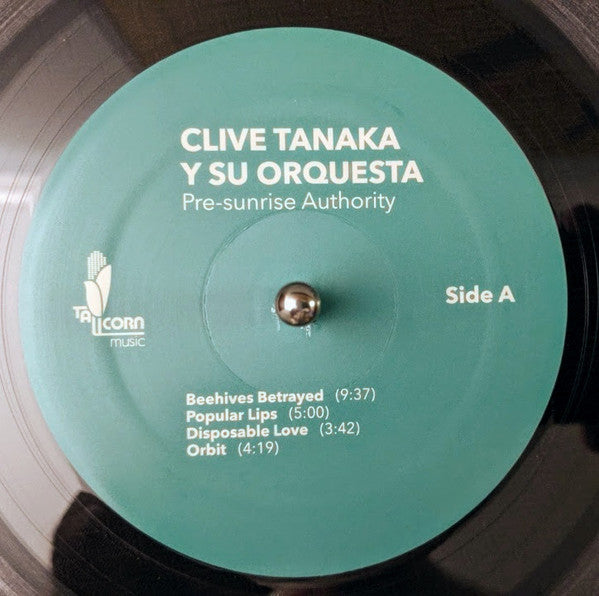 CLIVE TANAKA
Y SU ORQUESTA
Pre-sunrise Authority
Side A
TALLCORN
music
Beehives Betrayed (9:37)
Popular Lips (5:00)
Disposable Love (3:42)
Orbit (4:19)